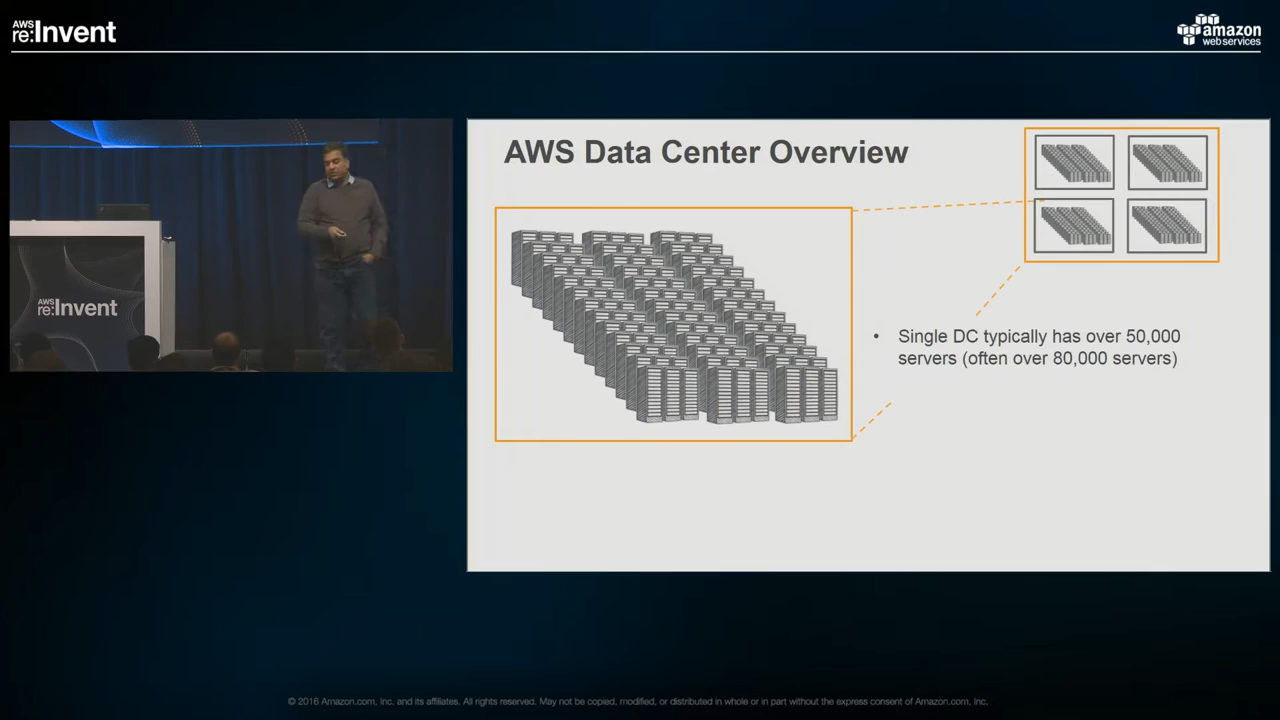 AWS
re:Invent
amazon
web services
AWS Data Center Overview
• Single DC typically has over 50,000
servers (often over 80,000 servers)
AWS
re:Invent
© 2016 Amazon.com, Inc. and its affiliates. All rights reserved. May not be copied, modified, or distributed in whole or in part without the express consent of Amazon.com, Inc.